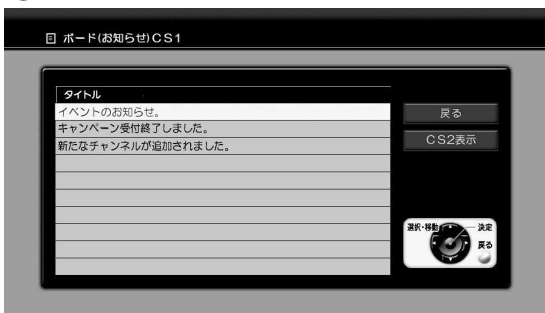 ボード(お知らせ)CS1
タイトル
イベントのお知らせ。
キャンペーン受付終了しました。
新たなチャンネルが追加されました。
戻る
CS2表示
選択・移動
決定
戻る